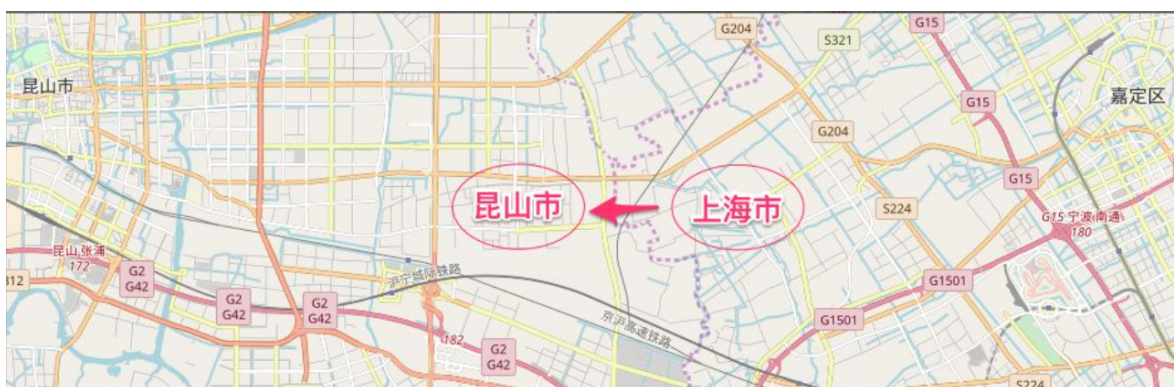 G204
G15
S321
昆山市
嘉定区
G15
G204
G15
昆山市
上海市
S224
G15 宁波 南通
180
昆山 张浦
172
G2
G42
沪宁城际铁路
G1501
312
G2
G42
G2
G42
京沪高速铁路
G1501
182
G2
G42
S224